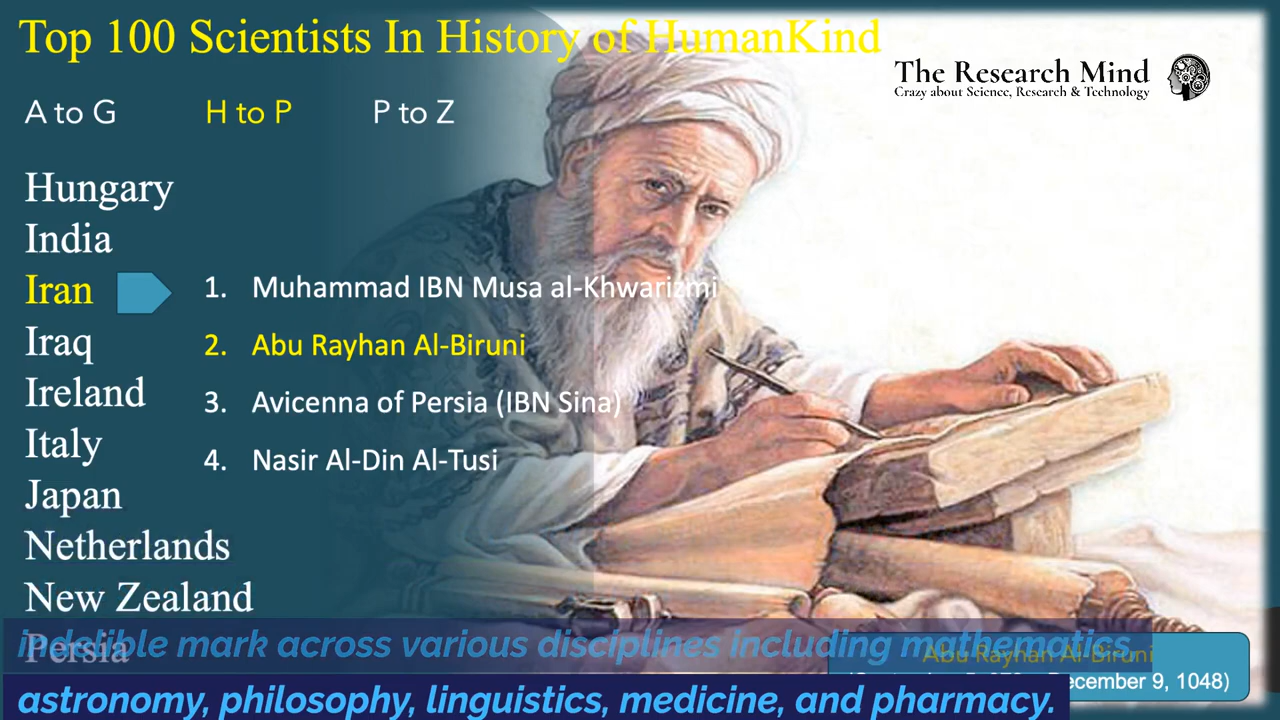 Top 100 Scientists In History of HumanKind
The Research Mind
Crazy about Science, Research & Technology
A to G H to P P to Z
Hungary
India
Iran
Iraq
Ireland
Italy
Japan
Netherlands
New Zealand
Persia
1. Muhammad IBN Musa al-Khwarizmi
2. Abu Rayhan Al-Biruni
3. Avicenna of Persia (IBN Sina)
4. Nasir Al-Din Al-Tusi
indelible mark across various disciplines including mathematics,
astronomy, philosophy, linguistics, medicine, and pharmacy.
Abu Rayhan Al-Biruni
December 9, 1048)